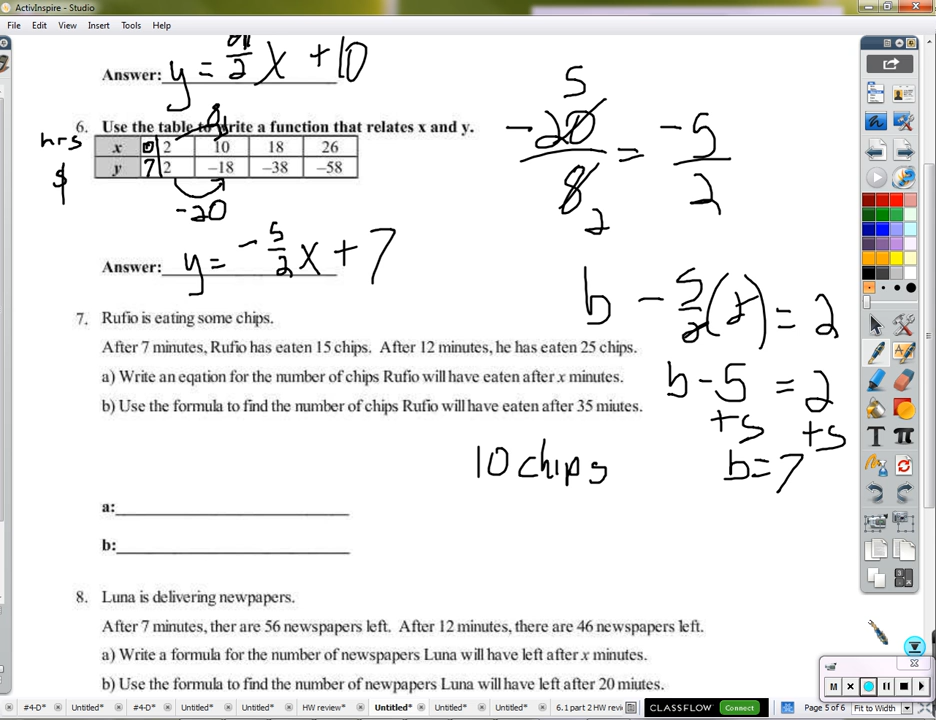 ActivInspire - Studio
File Edit View Insert Tools Help
Answer: y = /2 x + 10
6. Use the table to write a function that relates x and y.
hrs x 0 2 10 18 26
$ y 7 2 -18 -38 -58
-20
Answer: y = -5/2 x + 7
5
-20/8 = -5/2
2
b - 5/2 (2) = 2
b - 5 = 2
+5 +5
b = 7
7. Rufio is eating some chips.
After 7 minutes, Rufio has eaten 15 chips. After 12 minutes, he has eaten 25 chips.
a) Write an eqation for the number of chips Rufio will have eaten after x minutes.
b) Use the formula to find the number of chips Rufio will have eaten after 35 miutes.
10 chips
a:
b:
8. Luna is delivering newpapers.
After 7 minutes, ther are 56 newspapers left. After 12 minutes, there are 46 newspapers left.
a) Write a formula for the number of newspapers Luna will have left after x minutes.
b) Use the formula to find the number of newpapers Luna will have left after 20 miutes.
#4-D* Untitled* #4-D* Untitled* Untitled* HW review* Untitled* Untitled* Untitled* 6.1 part 2 HW revi CLASSFLOW Connect Page 5 of 6 Fit to Width